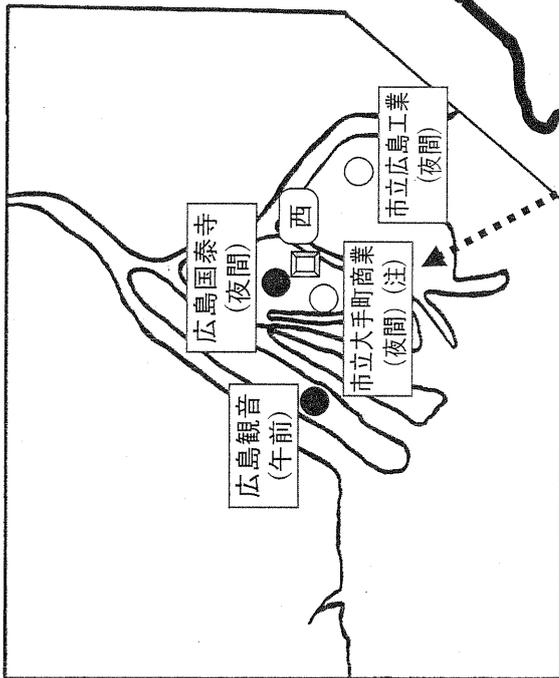 広島国泰寺
(夜間)
西
市立広島工業
(夜間)
市立大手町商業
(夜間)(注)
広島観音
(午前)